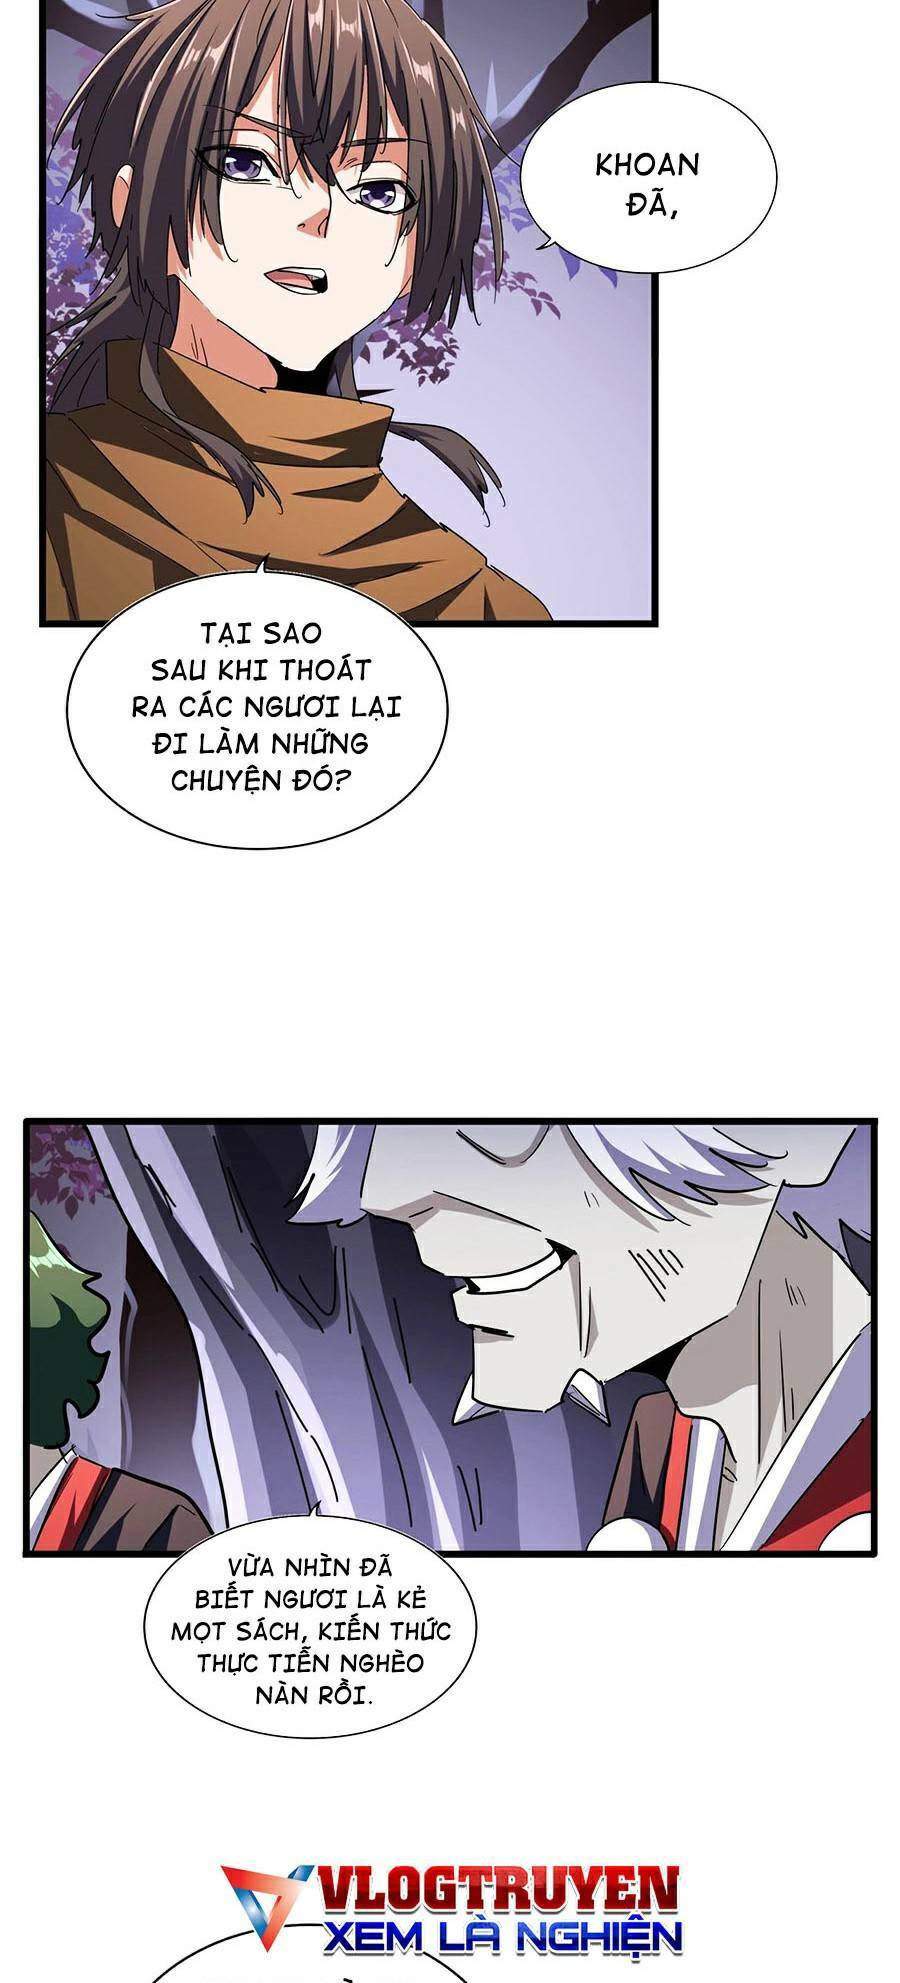 KHOAN
ĐÃ,
TẠI SAO
SAU KHI THOÁT
RA CÁC NGƯƠI LẠI
ĐI LÀM NHỮNG
CHUYỆN ĐÓ?
VỪA NHÌN ĐÃ
BIẾT NGƯƠI LÀ KẺ
MỌT SÁCH, KIẾN THỨC
THỰC TIỄN NGHÈO
NÀN RỒI.
VLOGTRUYEN
XEM LÀ NGHIỆN